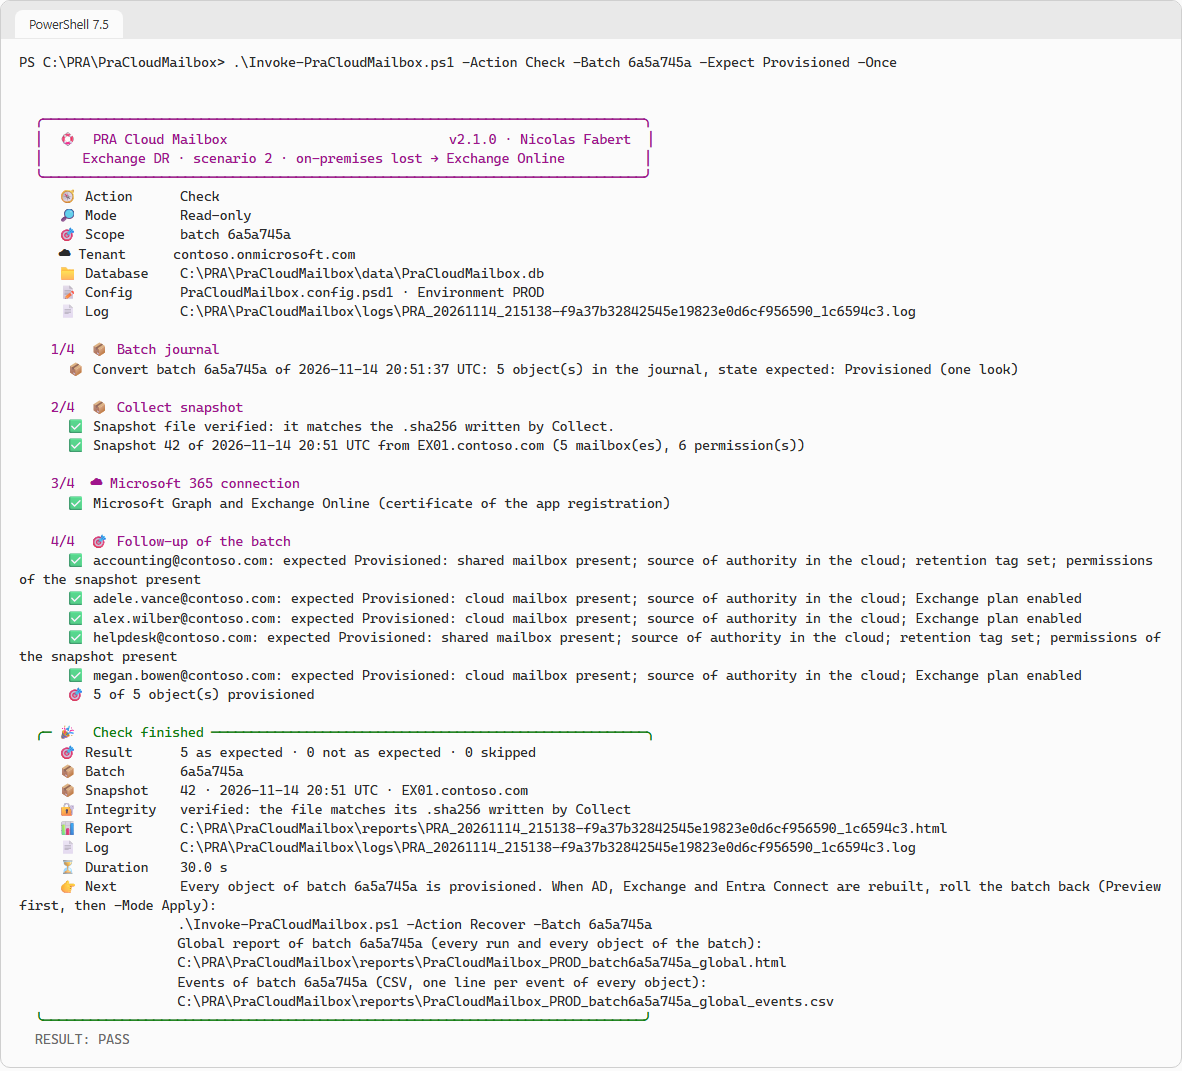 PowerShell 7.5
PS C:\PRA\PraCloudMailbox> .\Invoke-PraCloudMailbox.ps1 -Action Check -Batch 6a5a745a -Expect Provisioned -Once
PRA Cloud Mailbox v2.1.0 · Nicolas Fabert
Exchange DR · scenario 2 · on-premises lost → Exchange Online
Action Check
Mode Read-only
Scope batch 6a5a745a
Tenant contoso.onmicrosoft.com
Database C:\PRA\PraCloudMailbox\data\PraCloudMailbox.db
Config PraCloudMailbox.config.psd1 · Environment PROD
Log C:\PRA\PraCloudMailbox\logs\PRA_20261114_215138-f9a37b32842545e19823e0d6cf956590_1c6594c3.log
1/4 Batch journal
Convert batch 6a5a745a of 2026-11-14 20:51:37 UTC: 5 object(s) in the journal, state expected: Provisioned (one look)
2/4 Collect snapshot
Snapshot file verified: it matches the .sha256 written by Collect.
Snapshot 42 of 2026-11-14 20:51 UTC from EX01.contoso.com (5 mailbox(es), 6 permission(s))
3/4 Microsoft 365 connection
Microsoft Graph and Exchange Online (certificate of the app registration)
4/4 Follow-up of the batch
accounting@contoso.com: expected Provisioned: shared mailbox present; source of authority in the cloud; retention tag set; permissions
of the snapshot present
adele.vance@contoso.com: expected Provisioned: cloud mailbox present; source of authority in the cloud; Exchange plan enabled
alex.wilber@contoso.com: expected Provisioned: cloud mailbox present; source of authority in the cloud; Exchange plan enabled
helpdesk@contoso.com: expected Provisioned: shared mailbox present; source of authority in the cloud; retention tag set; permissions of
the snapshot present
megan.bowen@contoso.com: expected Provisioned: cloud mailbox present; source of authority in the cloud; Exchange plan enabled
5 of 5 object(s) provisioned
Check finished
Result 5 as expected · 0 not as expected · 0 skipped
Batch 6a5a745a
Snapshot 42 · 2026-11-14 20:51 UTC · EX01.contoso.com
Integrity verified: the file matches its .sha256 written by Collect
Report C:\PRA\PraCloudMailbox\reports\PRA_20261114_215138-f9a37b32842545e19823e0d6cf956590_1c6594c3.html
Log C:\PRA\PraCloudMailbox\logs\PRA_20261114_215138-f9a37b32842545e19823e0d6cf956590_1c6594c3.log
Duration 30.0 s
Next Every object of batch 6a5a745a is provisioned. When AD, Exchange and Entra Connect are rebuilt, roll the batch back (Preview
first, then -Mode Apply):
.\Invoke-PraCloudMailbox.ps1 -Action Recover -Batch 6a5a745a
Global report of batch 6a5a745a (every run and every object of the batch):
C:\PRA\PraCloudMailbox\reports\PraCloudMailbox_PROD_batch6a5a745a_global.html
Events of batch 6a5a745a (CSV, one line per event of every object):
C:\PRA\PraCloudMailbox\reports\PraCloudMailbox_PROD_batch6a5a745a_global_events.csv
RESULT: PASS